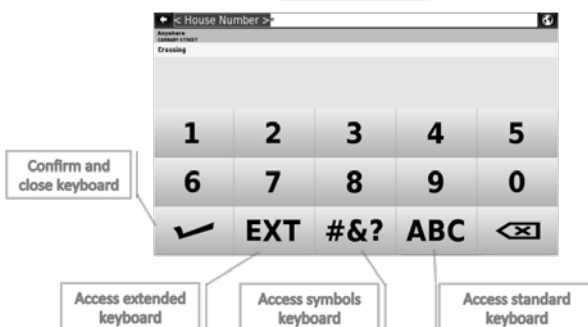 < House Number >*
Anywhere
CARNABY STREET
Crossing
1 2 3 4 5
6 7 8 9 0
EXT #&? ABC
Confirm and
close keyboard
Access extended
keyboard
Access symbols
keyboard
Access standard
keyboard